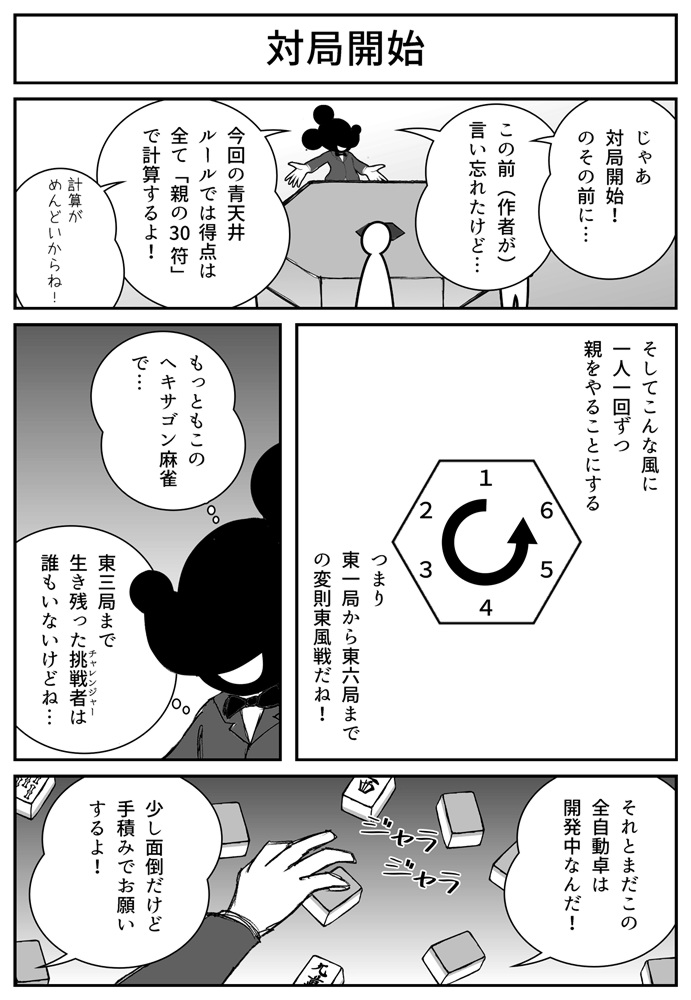 対局開始
じゃあ
対局開始！
のその前に…
この前（作者が）
言い忘れたけど…
今回の青天井
ルールでは得点は
全て「親の30符」
で計算するよ！
計算が
めんどいからね！
そしてこんな風に
一人一回ずつ
親をやることにする
1
2
3
4
5
6
つまり
東一局から東六局まで
の変則東風戦だね！
もっともこの
ヘキサゴン麻雀
で…
東三局まで
生き残った挑戦者は
チャレンジャー
誰もいないけどね…
それとまだこの
全自動卓は
開発中なんだ！
西
ジャラ
ジャラ
九萬
少し面倒だけど
手積みでお願い
するよ！